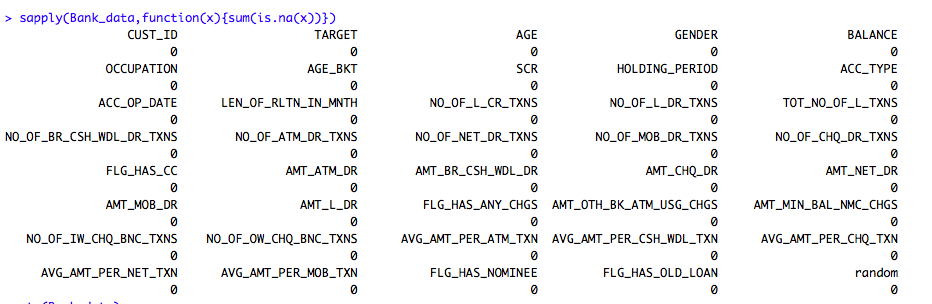 > sapply(Bank_data,function(x){sum(is.na(x))})
CUST_ID TARGET AGE GENDER BALANCE
0 0 0 0 0
OCCUPATION AGE_BKT SCR HOLDING_PERIOD ACC_TYPE
0 0 0 0 0
ACC_OP_DATE LEN_OF_RLTN_IN_MNTH NO_OF_L_CR_TXNS NO_OF_L_DR_TXNS TOT_NO_OF_L_TXNS
0 0 0 0 0
NO_OF_BR_CSH_WDL_DR_TXNS NO_OF_ATM_DR_TXNS NO_OF_NET_DR_TXNS NO_OF_MOB_DR_TXNS NO_OF_CHQ_DR_TXNS
0 0 0 0 0
FLG_HAS_CC AMT_ATM_DR AMT_BR_CSH_WDL_DR AMT_CHQ_DR AMT_NET_DR
0 0 0 0 0
AMT_MOB_DR AMT_L_DR FLG_HAS_ANY_CHGS AMT_OTH_BK_ATM_USG_CHGS AMT_MIN_BAL_NMC_CHGS
0 0 0 0 0
NO_OF_IW_CHQ_BNC_TXNS NO_OF_OW_CHQ_BNC_TXNS AVG_AMT_PER_ATM_TXN AVG_AMT_PER_CSH_WDL_TXN AVG_AMT_PER_CHQ_TXN
0 0 0 0 0
AVG_AMT_PER_NET_TXN AVG_AMT_PER_MOB_TXN FLG_HAS_NOMINEE FLG_HAS_OLD_LOAN random
0 0 0 0 0